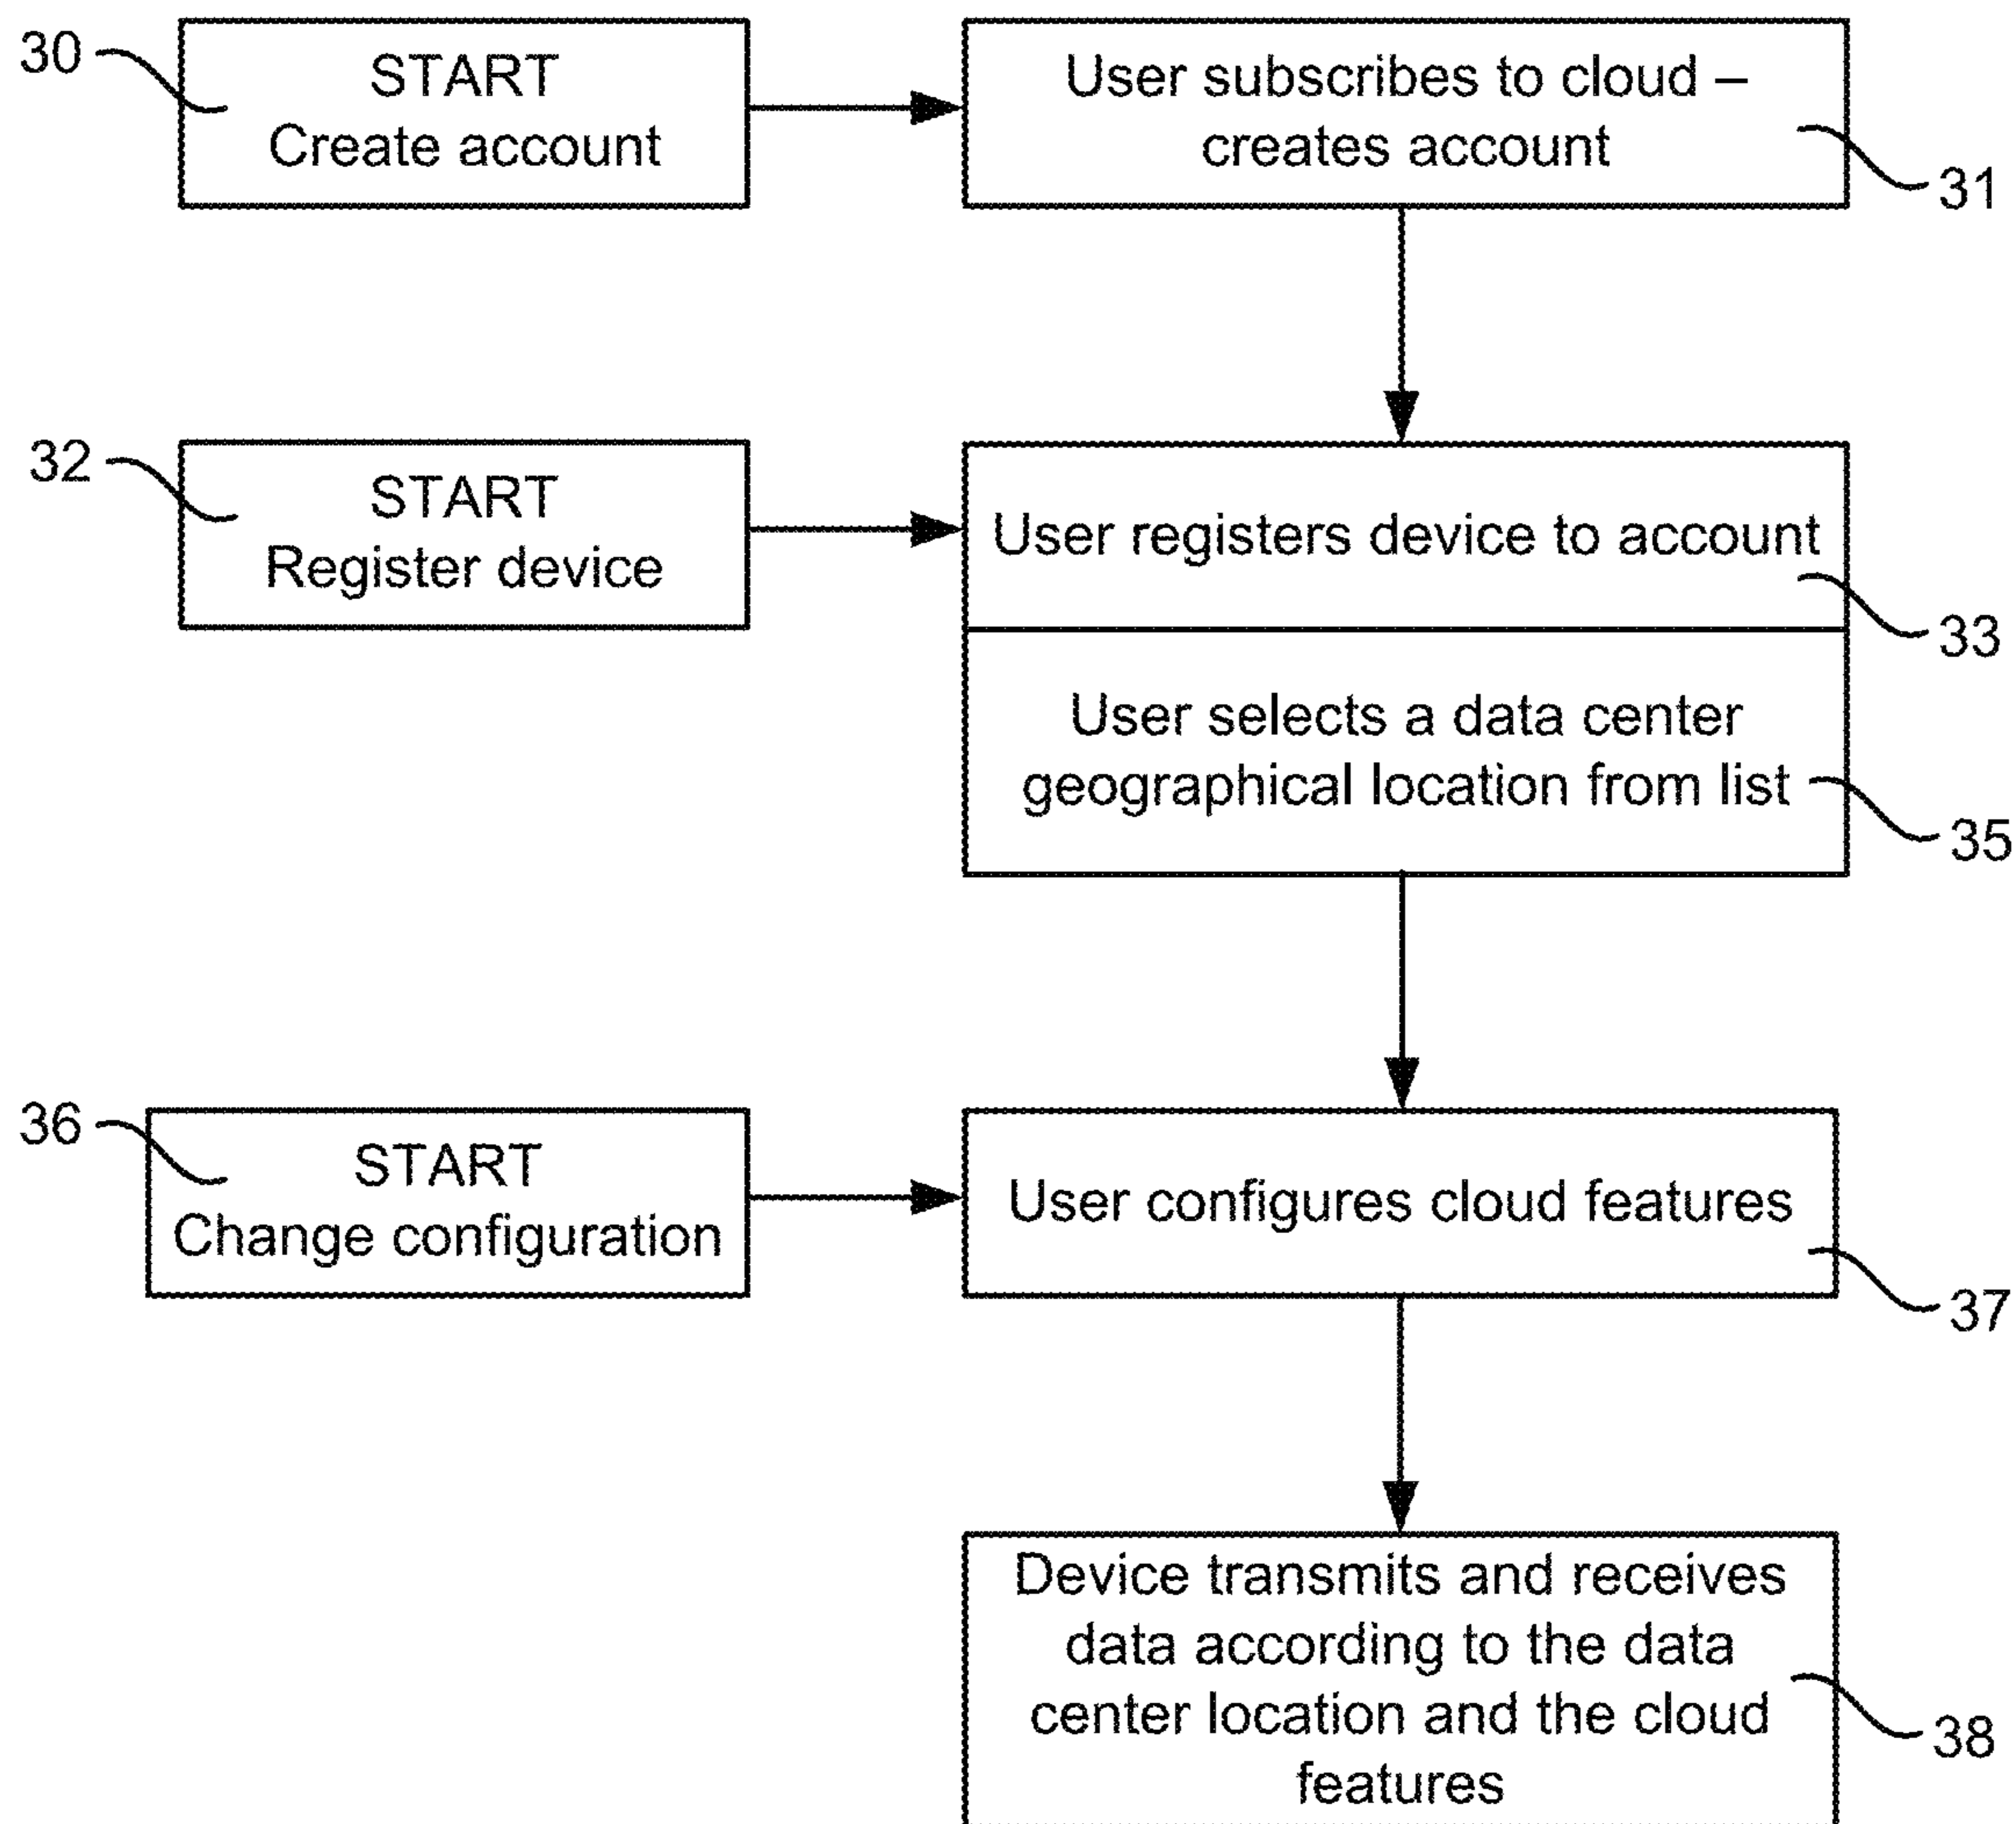 30
START
Create account
User subscribes to cloud –
creates account
31
32
START
Register device
User registers device to account
33
User selects a data center
geographical location from list
35
36
START
Change configuration
User configures cloud features
37
Device transmits and receives
data according to the data
center location and the cloud
features
38